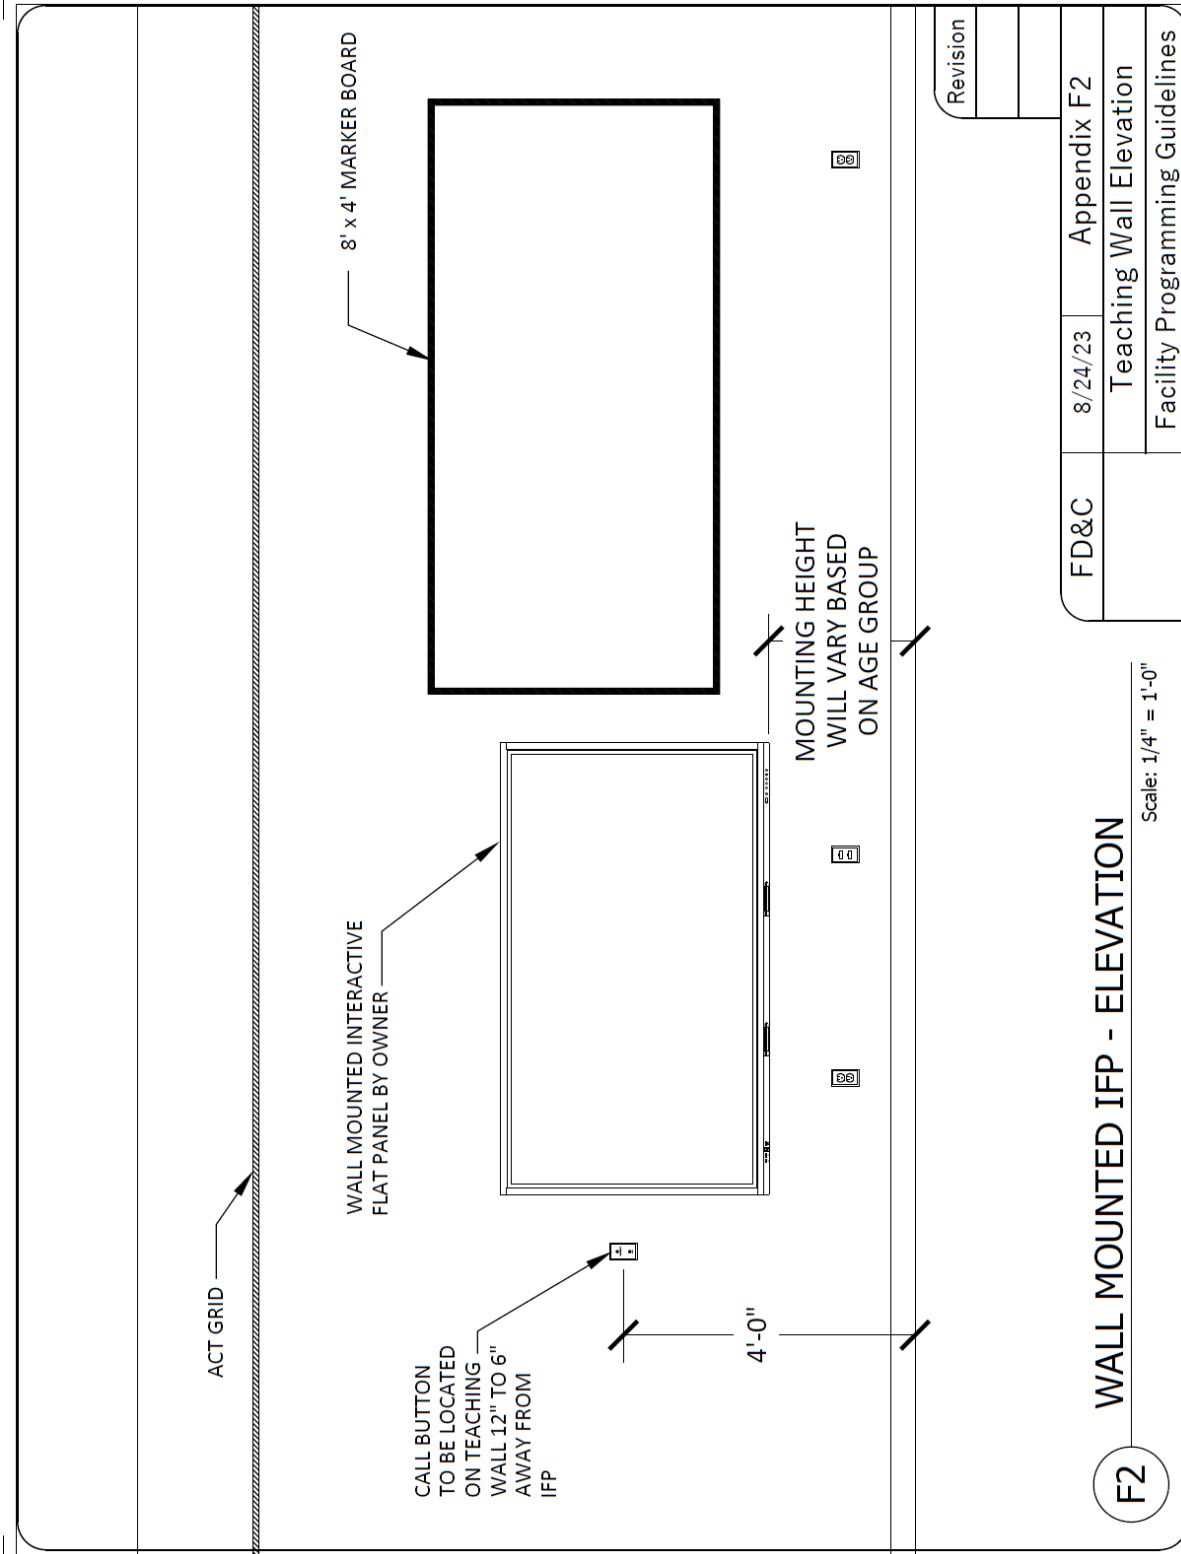 ACT GRID
WALL MOUNTED INTERACTIVE
FLAT PANEL BY OWNER
8' x 4' MARKER BOARD
CALL BUTTON
TO BE LOCATED
ON TEACHING
WALL 12" TO 6"
AWAY FROM
IFP
4'-0"
MOUNTING HEIGHT
WILL VARY BASED
ON AGE GROUP
F2
WALL MOUNTED IFP - ELEVATION
Scale: 1/4" = 1'-0"
Revision
FD&C
8/24/23
Appendix F2
Teaching Wall Elevation
Facility Programming Guidelines